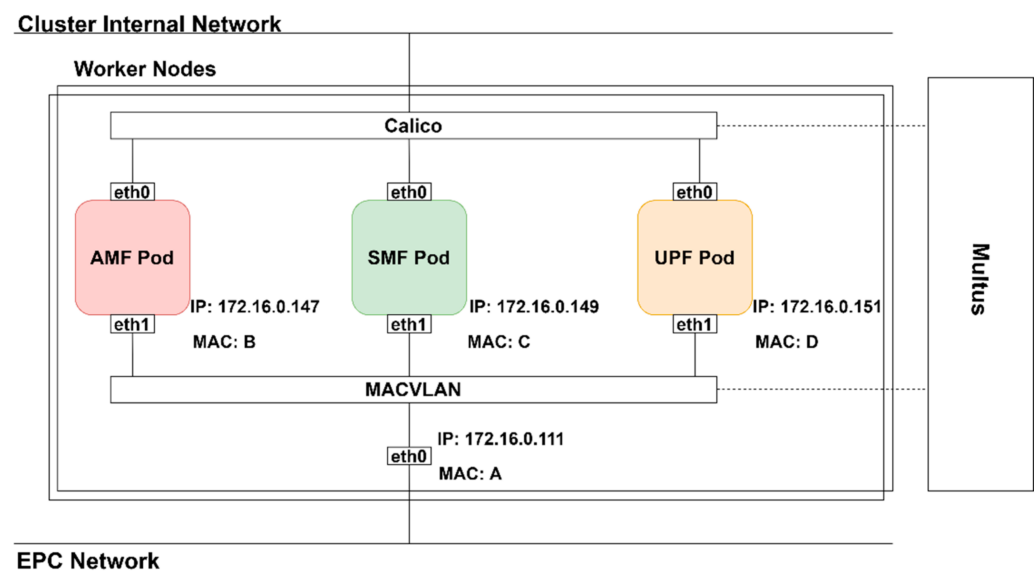 Cluster Internal Network
Worker Nodes
Calico
eth0
eth0
eth0
AMF Pod
SMF Pod
UPF Pod
Multus
IP: 172.16.0.147
IP: 172.16.0.149
IP: 172.16.0.151
eth1
eth1
eth1
MAC: B
MAC: C
MAC: D
MACVLAN
IP: 172.16.0.111
eth0
MAC: A
EPC Network